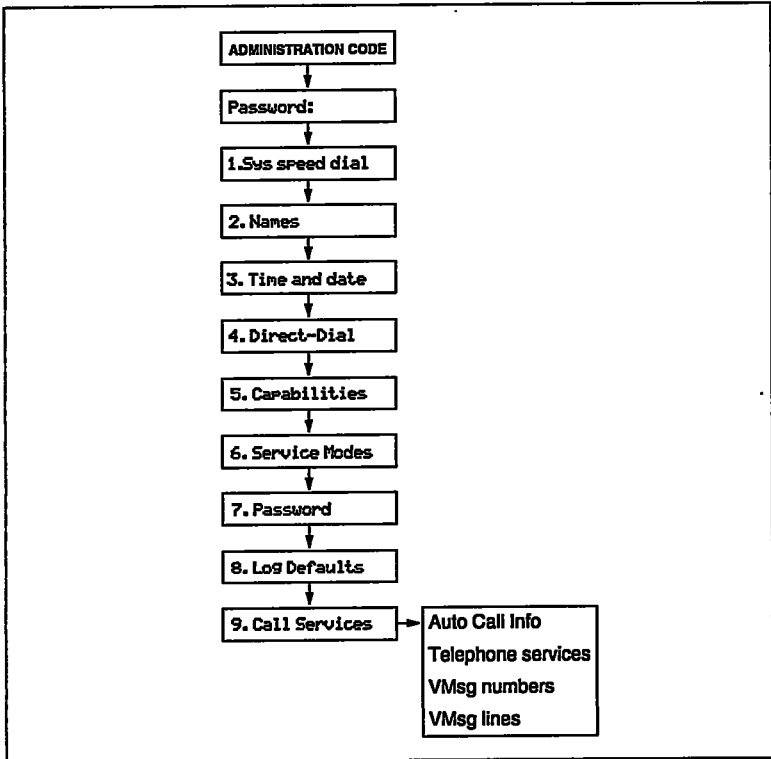 ADMINISTRATION CODE
Password:
1.Sys speed dial
2. Names
3. Time and date
4. Direct-Dial
5. Capabilities
6. Service Modes
7. Password
8. Log Defaults
9. Call Services
Auto Call Info
Telephone services
VMsg numbers
VMsg lines